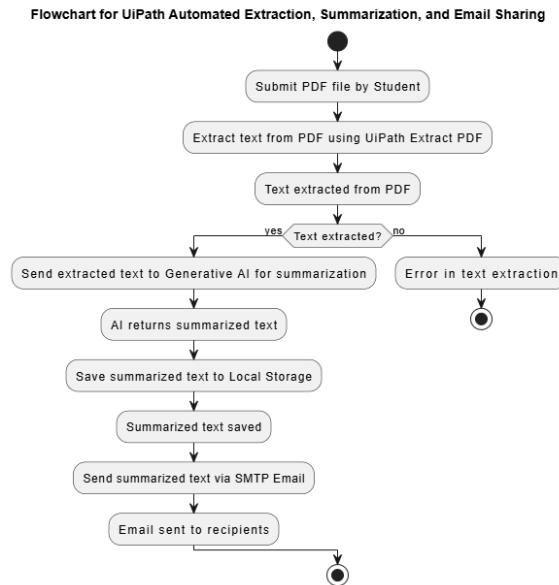 Flowchart for UiPath Automated Extraction, Summarization, and Email Sharing
Submit PDF file by Student
Extract text from PDF using UiPath Extract PDF
Text extracted from PDF
yes
Text extracted?
no
Send extracted text to Generative AI for summarization
Error in text extraction
AI returns summarized text
Save summarized text to Local Storage
Summarized text saved
Send summarized text via SMTP Email
Email sent to recipients